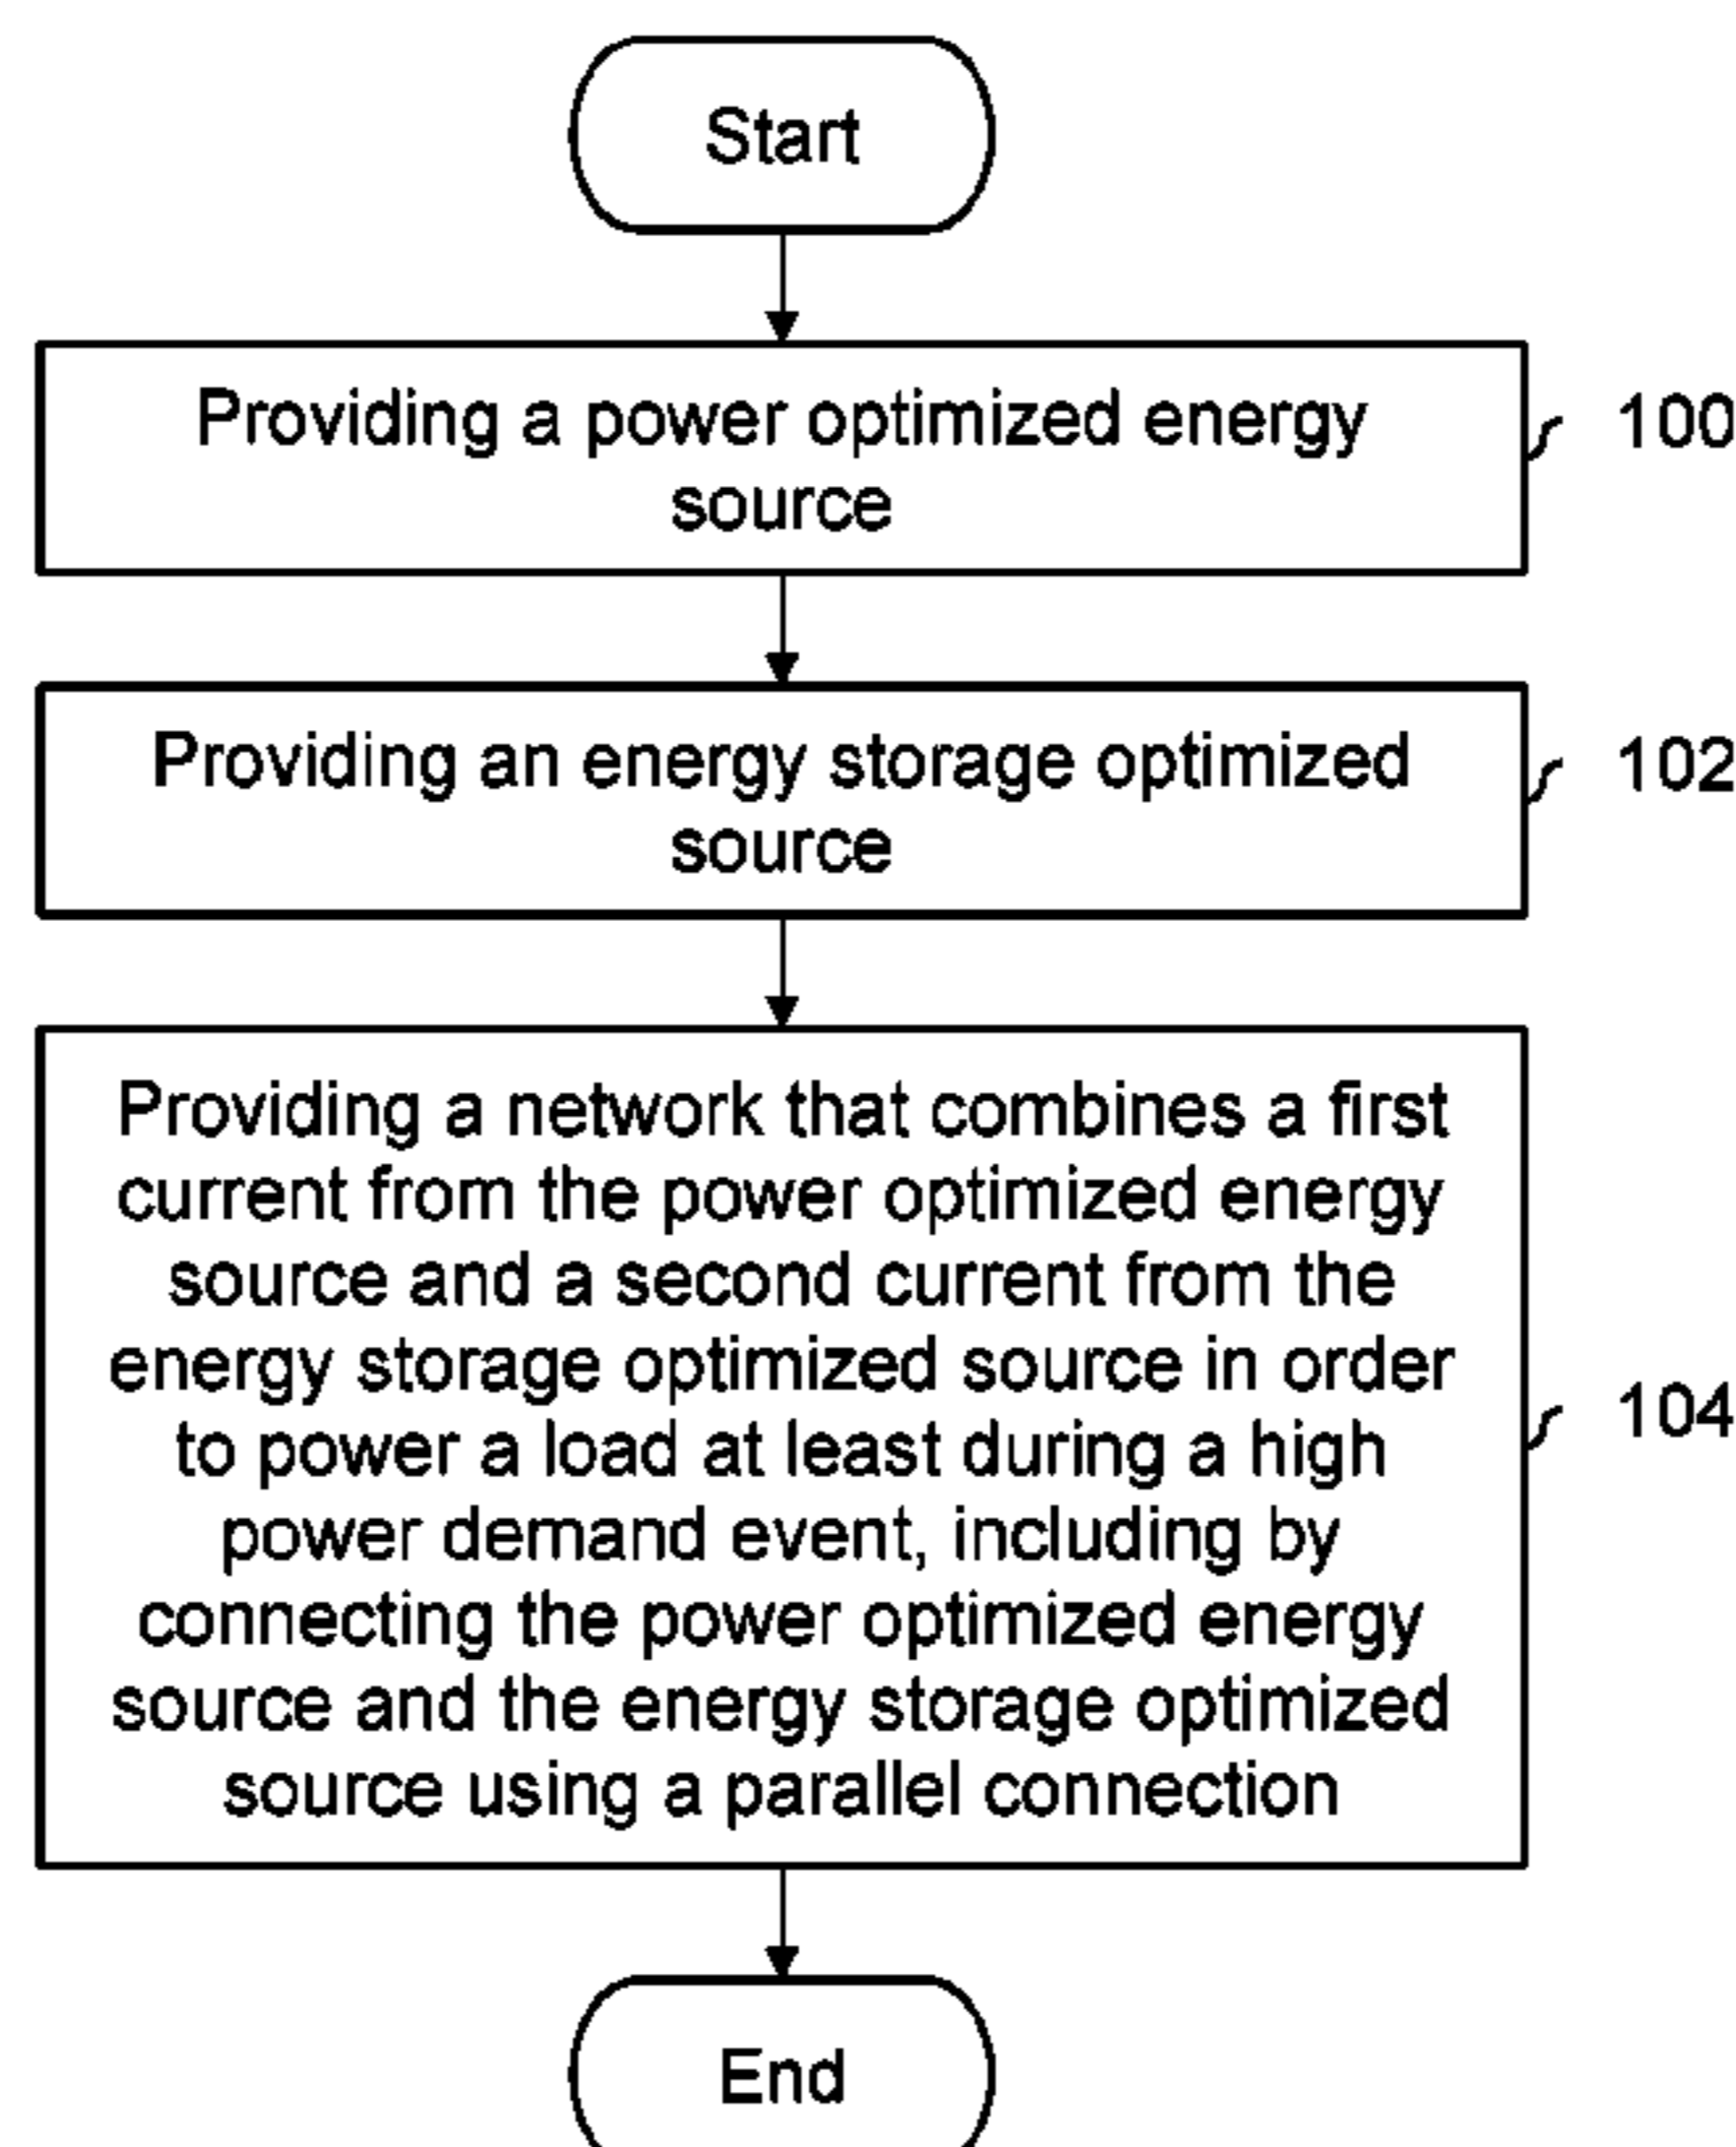 Start
Providing a power optimized energy
source
100
Providing an energy storage optimized
source
102
Providing a network that combines a first
current from the power optimized energy
source and a second current from the
energy storage optimized source in order
to power a load at least during a high
power demand event, including by
connecting the power optimized energy
source and the energy storage optimized
source using a parallel connection
104
End